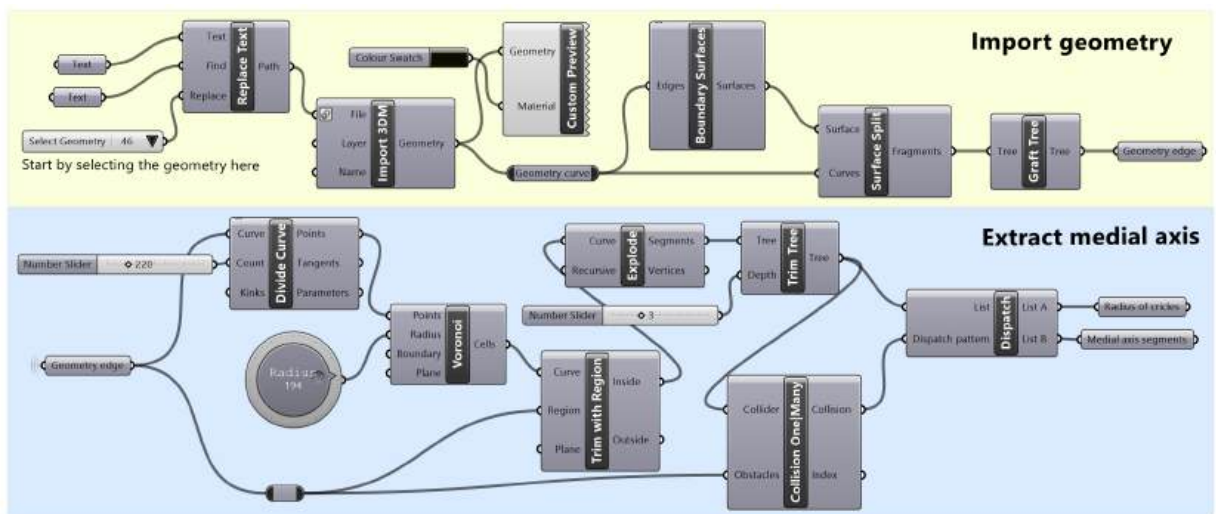 Import geometry
Text
Text
Select Geometry 46
Start by selecting the geometry here
Text
Find
Replace
Replace Text
Path
Colour Swatch
File
Layer
Name
Import 3DM
Geometry
Geometry
Material
Custom Preview
Geometry curve
Edges
Boundary Surfaces
Surfaces
Surface
Curves
Surface Split
Fragments
Tree
Graft Tree
Tree
Geometry edge
Extract medial axis
Number Slider 220
Geometry edge
Curve
Count
Kinks
Divide Curve
Points
Tangents
Parameters
Radius
194
Points
Radius
Boundary
Plane
Voronoi
Cells
Curve
Region
Plane
Trim with Region
Inside
Outside
Curve
Recursive
Explode
Segments
Vertices
Number Slider 3
Tree
Depth
Trim Tree
Tree
Collider
Obstacles
Collision One|Many
Collision
Index
List
Dispatch pattern
Dispatch
List A
List B
Radius of cricles
Medial axis segments